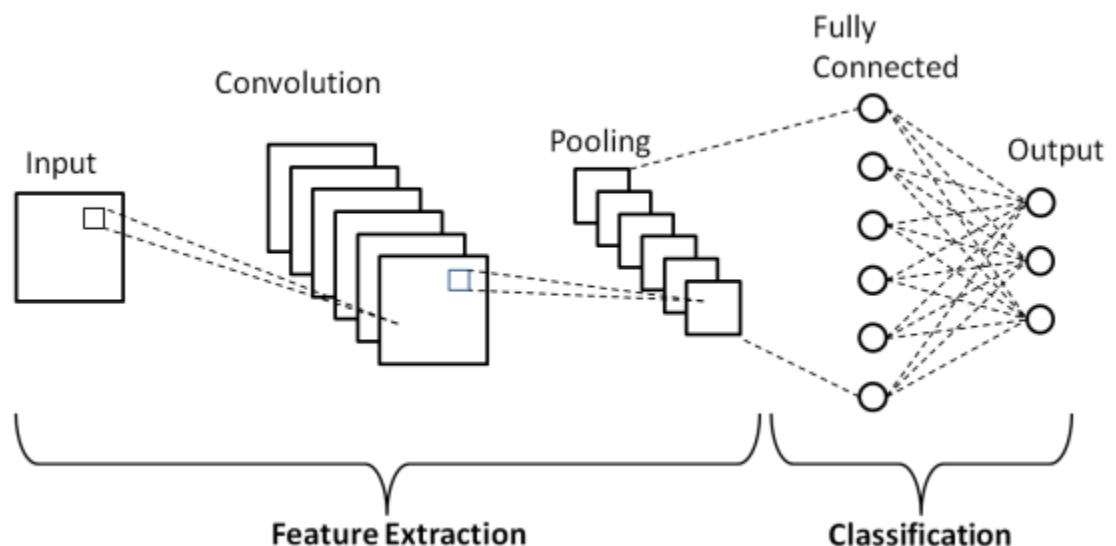 Fully
Connected
Convolution
Pooling
Input
Output
Feature Extraction
Classification